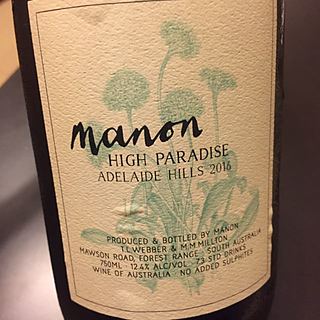 manon
HIGH PARADISE
ADELAIDE HILLS 2016
PRODUCED & BOTTLED BY MANON
T.L.WEBBER & M.M.MILLTON
MAWSON ROAD, FOREST RANGE · SOUTH AUSTRALIA
750ML · 12.4% ALC/VOL · 7.3 STD DRINKS
WINE OF AUSTRALIA · NO ADDED SULPHITES